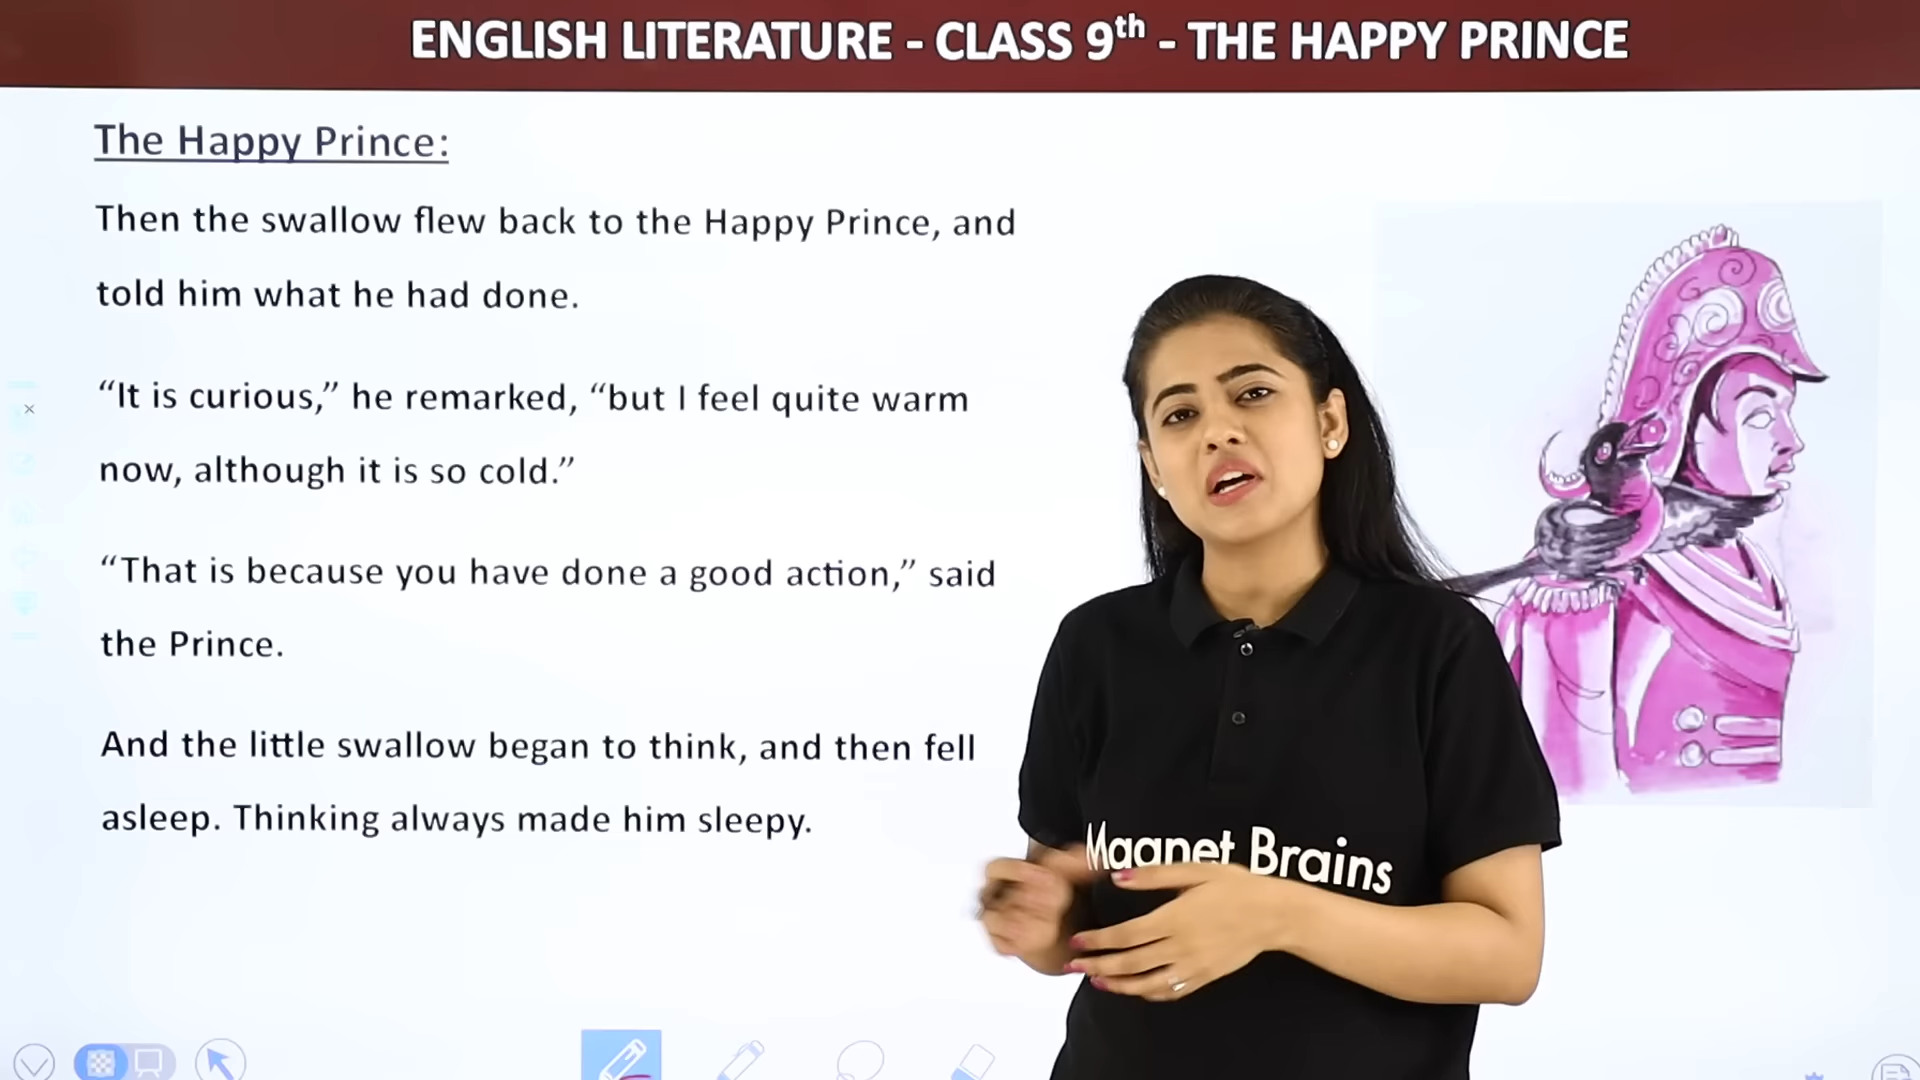 ENGLISH LITERATURE - CLASS 9th - THE HAPPY PRINCE
The Happy Prince:
Then the swallow flew back to the Happy Prince, and
told him what he had done.
“It is curious,” he remarked, “but I feel quite warm
now, although it is so cold.”
“That is because you have done a good action,” said
the Prince.
And the little swallow began to think, and then fell
asleep. Thinking always made him sleepy.
Magnet Brains